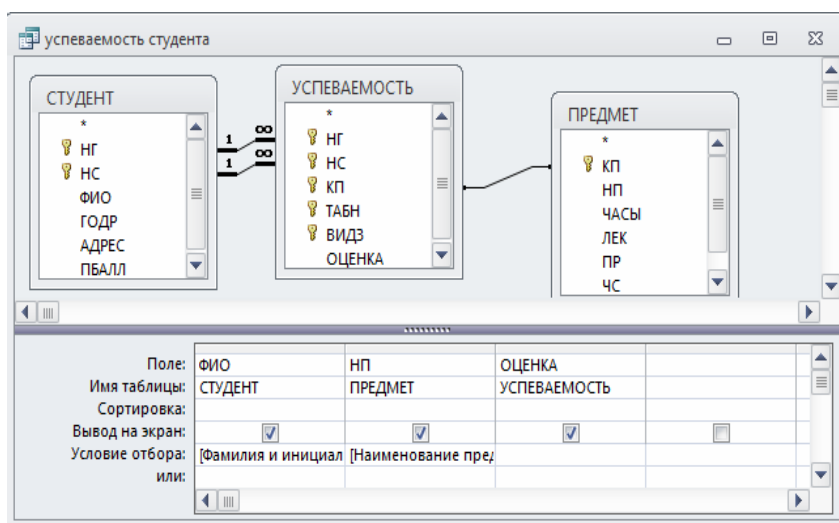 успеваемость студента
СТУДЕНТ
*
НГ
НС
ФИО
ГОДР
АДРЕС
ПБАЛЛ
1 ∞
1 ∞
УСПЕВАЕМОСТЬ
*
НГ
НС
КП
ТАБН
ВИДЗ
ОЦЕНКА
ПРЕДМЕТ
*
КП
НП
ЧАСЫ
ЛЕК
ПР
ЧС
Поле: ФИО НП ОЦЕНКА
Имя таблицы: СТУДЕНТ ПРЕДМЕТ УСПЕВАЕМОСТЬ
Сортировка:
Вывод на экран:
Условие отбора: [Фамилия и инициал [Наименование пред
или: